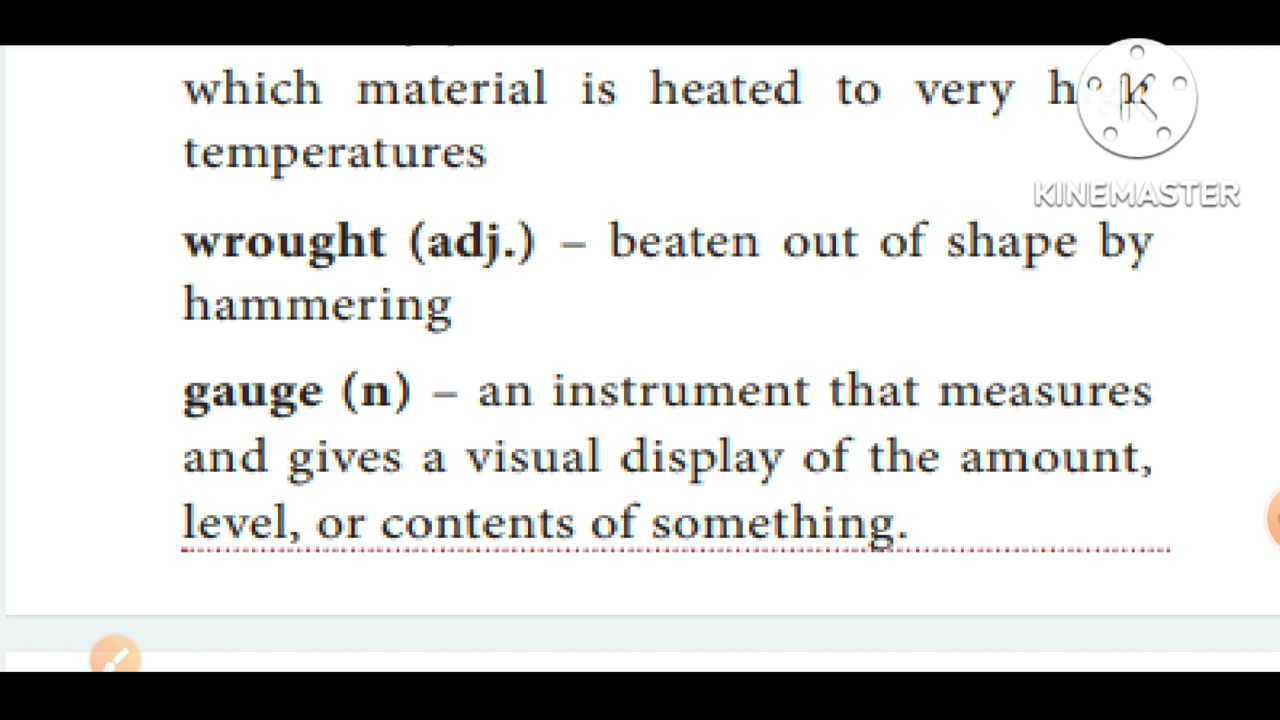 which material is heated to very high
temperatures
KINEMASTER
wrought (adj.) – beaten out of shape by
hammering
gauge (n) – an instrument that measures
and gives a visual display of the amount,
level, or contents of something.